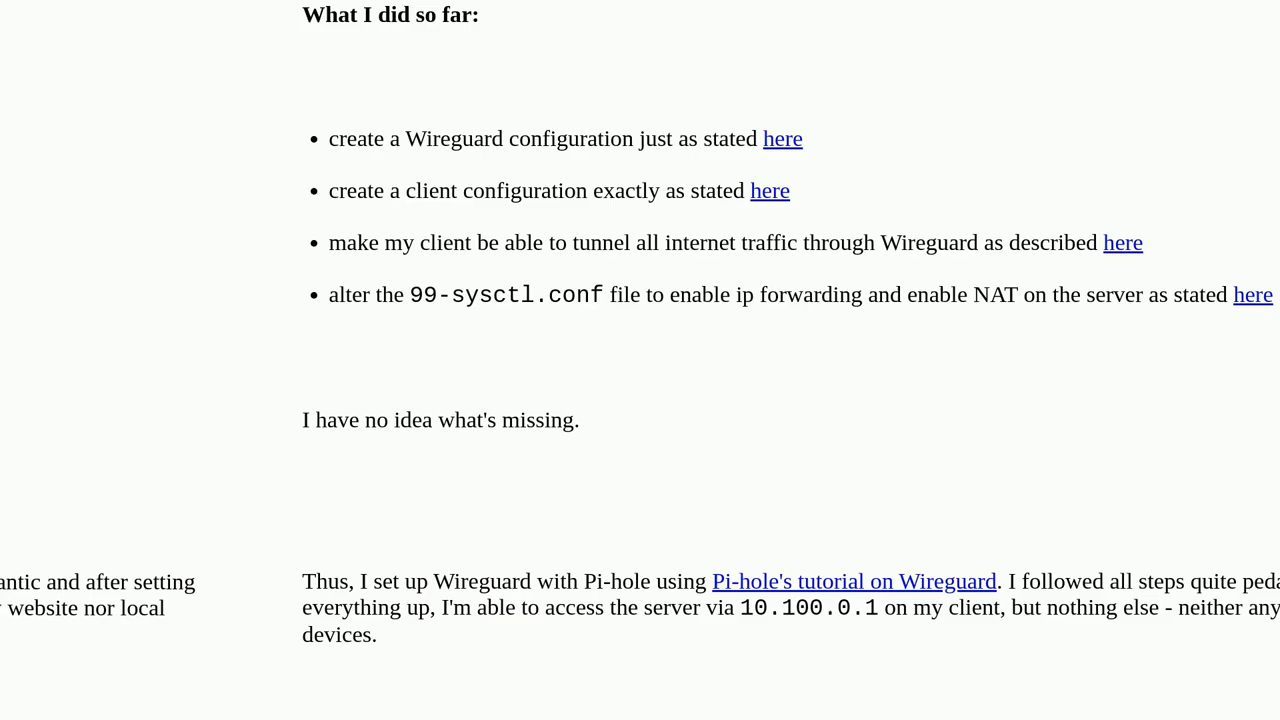 What I did so far:
create a Wireguard configuration just as stated here
create a client configuration exactly as stated here
make my client be able to tunnel all internet traffic through Wireguard as described here
alter the 99-sysctl.conf file to enable ip forwarding and enable NAT on the server as stated here
I have no idea what's missing.
and after setting
website nor local
Thus, I set up Wireguard with Pi-hole using Pi-hole's tutorial on Wireguard. I followed all steps quite
everything up, I'm able to access the server via 10.100.0.1 on my client, but nothing else - neither any
devices.